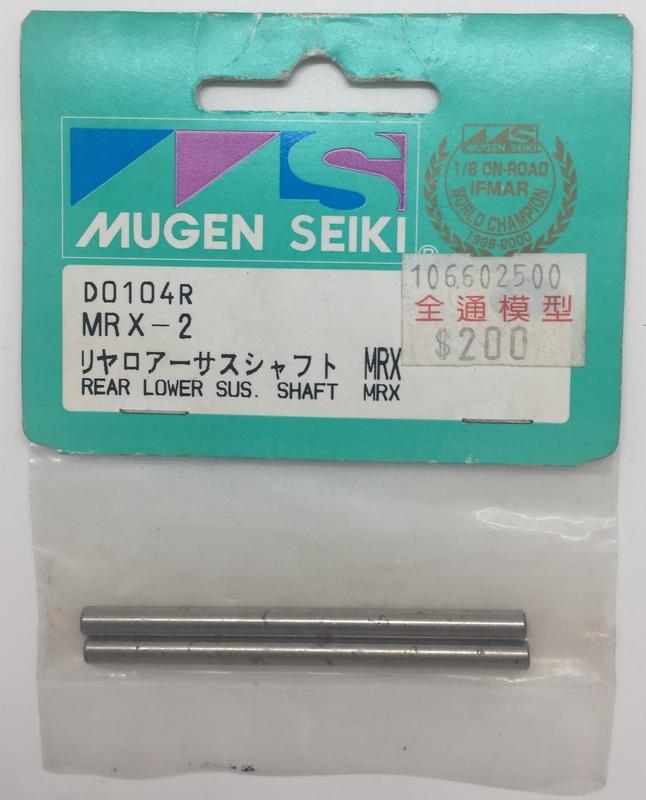 MS
MUGEN SEIKI®
MS
MUGEN SEIKI
1/8 ON-ROAD
IFMAR
WORLD CHAMPION
1999-2000
D0104R
MRX-2
リヤロアーサスシャフト MRX
REAR LOWER SUS. SHAFT MRX
106602500
全通模型
$200